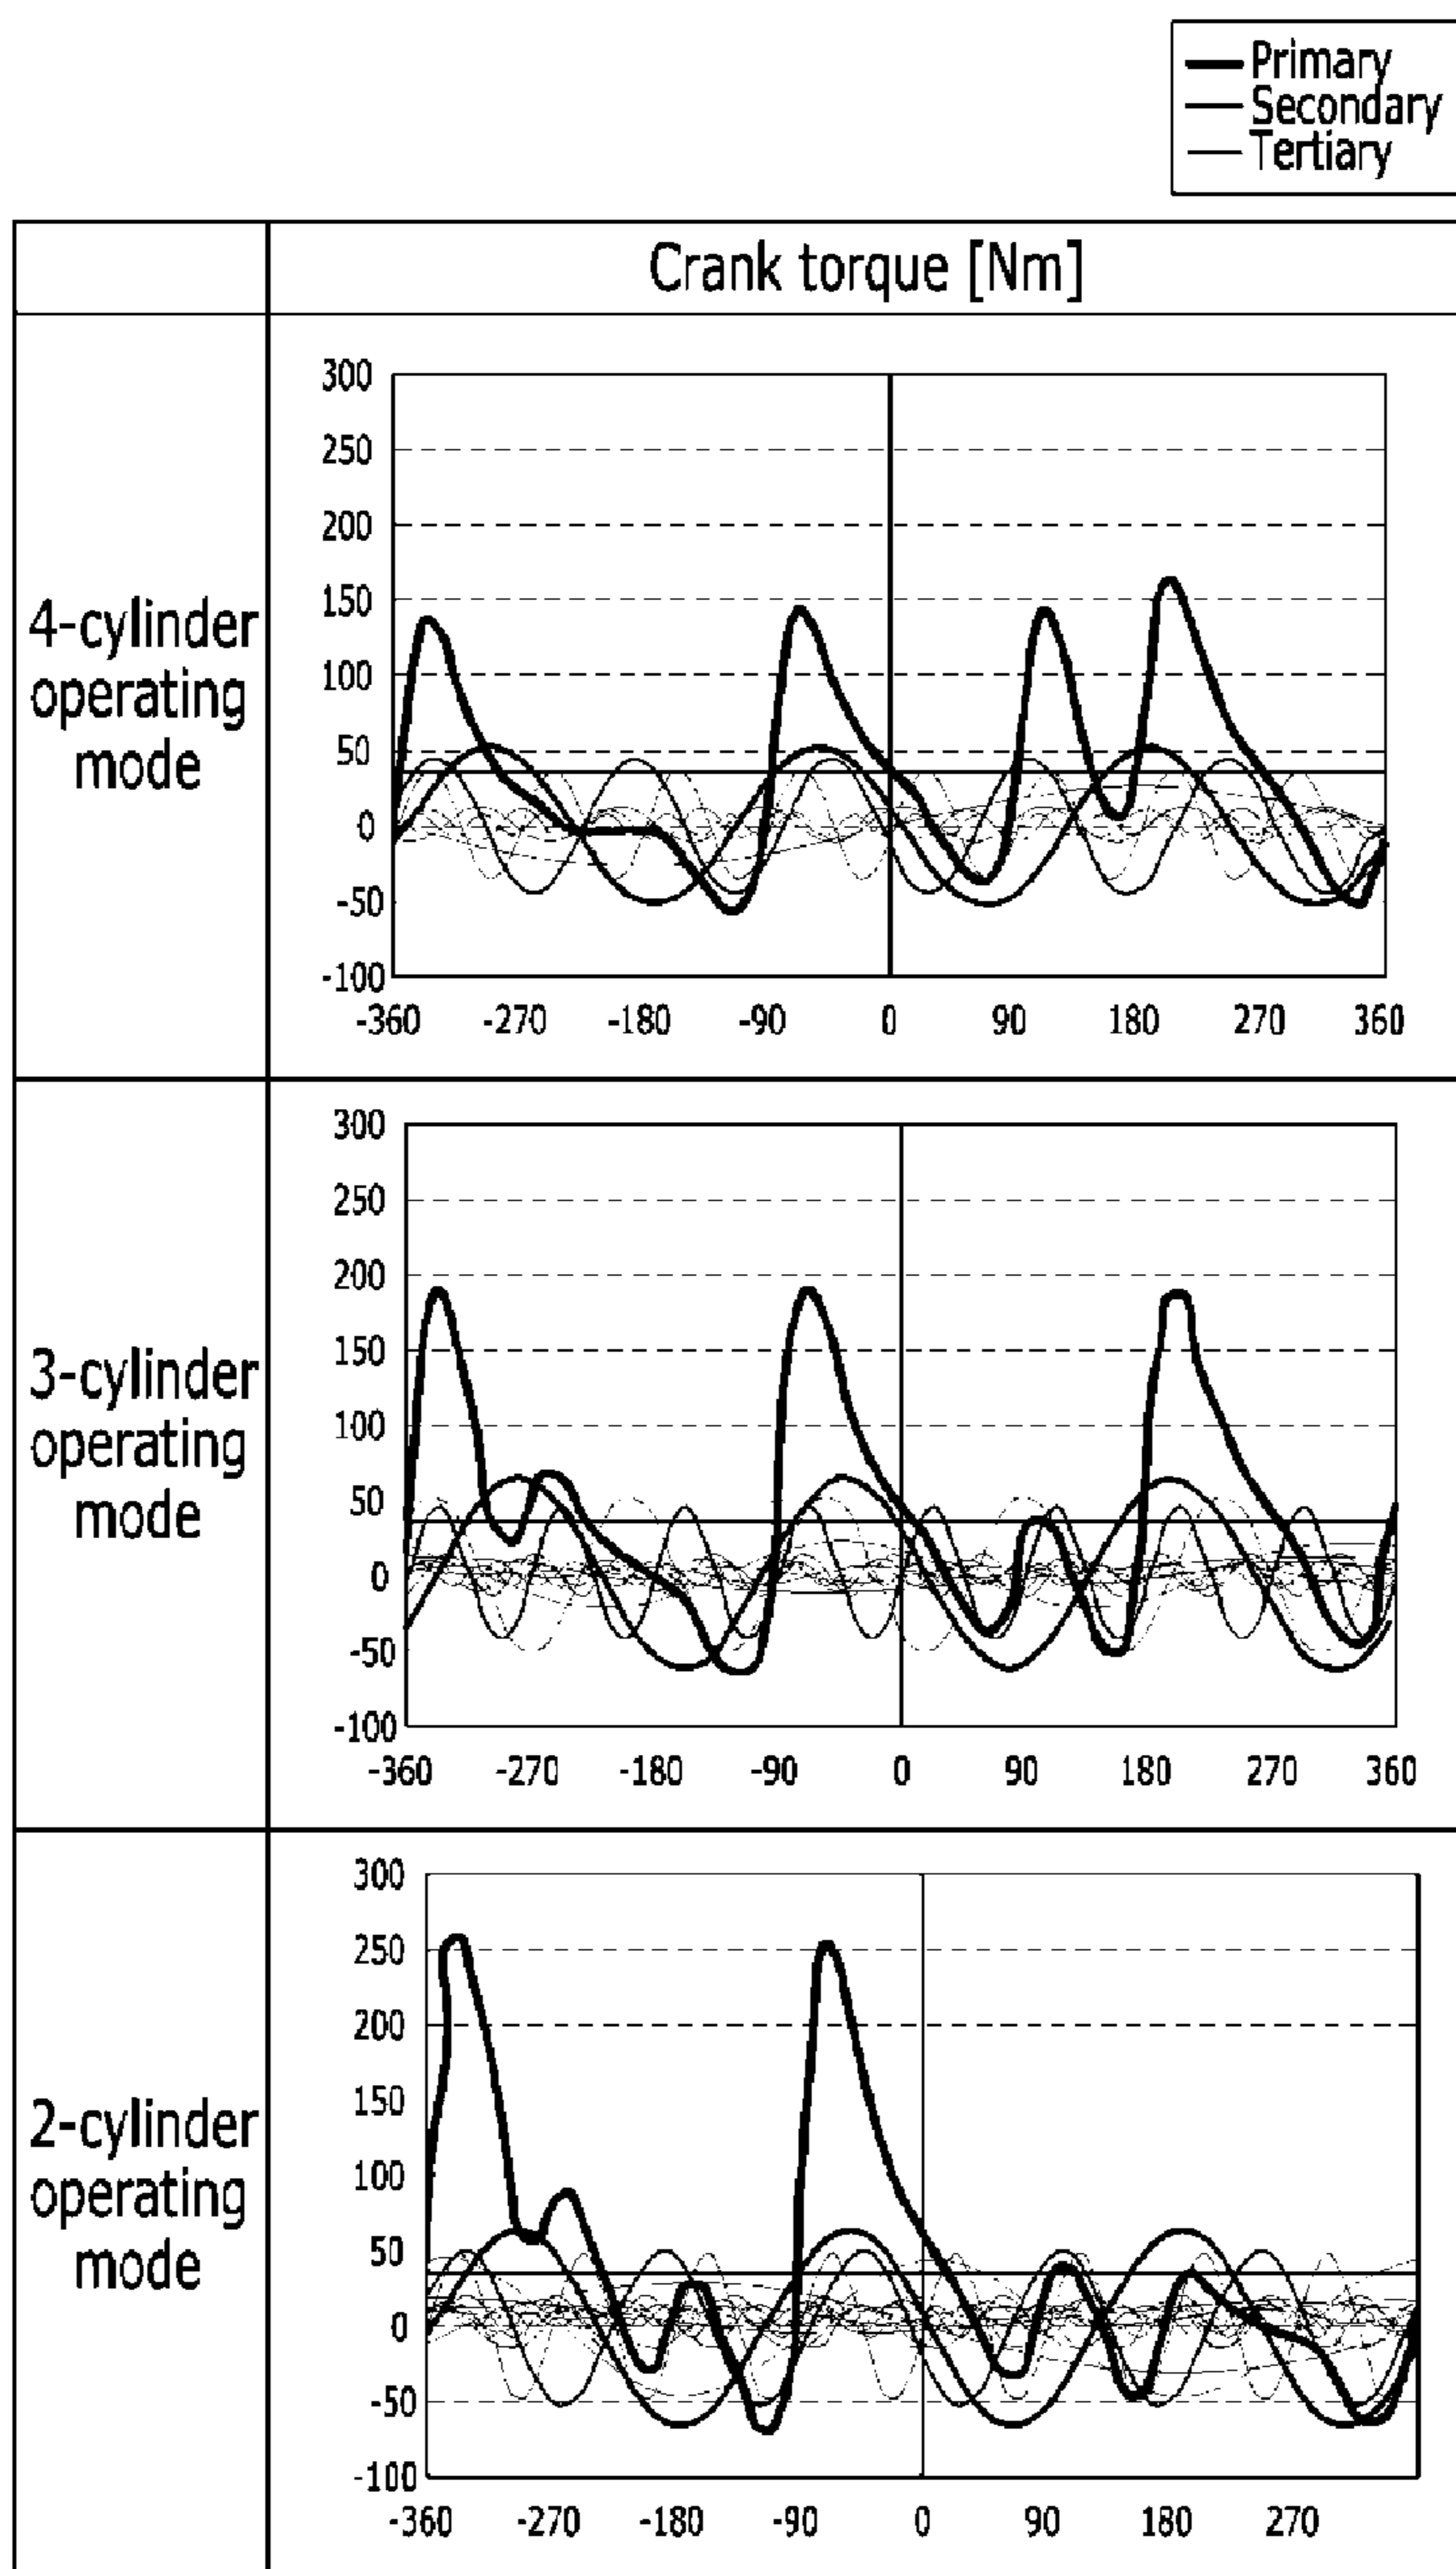 Primary
Secondary
Tertiary
Crank torque [Nm]
4-cylinder
operating
mode
300
250
200
150
100
50
0
-50
-100
-360 -270 -180 -90 0 90 180 270 360
3-cylinder
operating
mode
300
250
200
150
100
50
0
-50
-100
-360 -270 -180 -90 0 90 180 270 360
2-cylinder
operating
mode
300
250
200
150
100
50
0
-50
-100
-360 -270 -180 -90 0 90 180 270